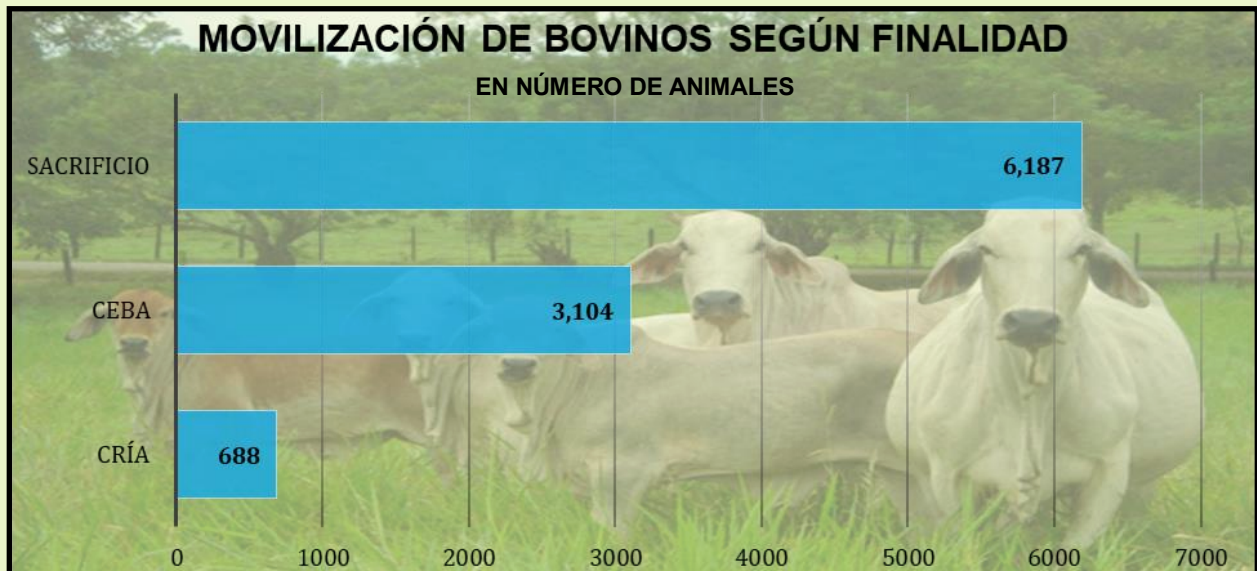 MOVILIZACIÓN DE BOVINOS SEGÚN FINALIDAD
EN NÚMERO DE ANIMALES
SACRIFICIO 6,187
CEBA 3,104
CRÍA 688
0 1000 2000 3000 4000 5000 6000 7000